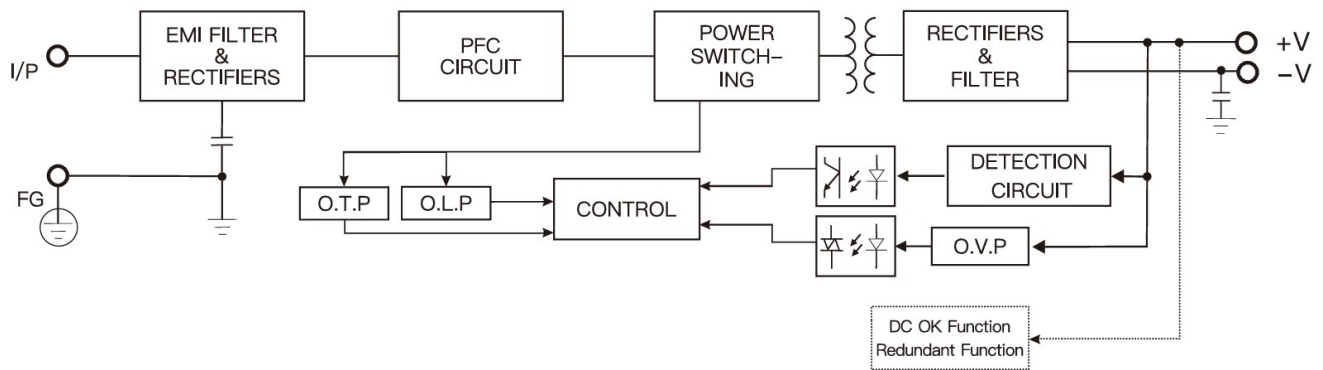 I/P
EMI FILTER
&
RECTIFIERS
PFC
CIRCUIT
POWER
SWITCH-
ING
RECTIFIERS
&
FILTER
+V
-V
FG
O.T.P
O.L.P
CONTROL
DETECTION
CIRCUIT
O.V.P
DC OK Function
Redundant Function